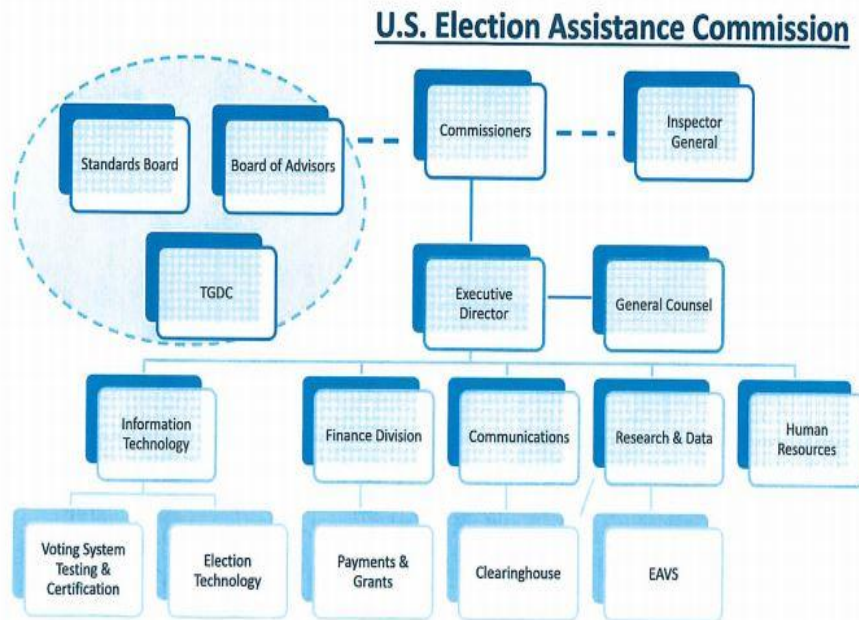 U.S. Election Assistance Commission
Commissioners
Inspector
General
Standards Board
Board of Advisors
TGDC
Executive
Director
General Counsel
Information
Technology
Finance Division
Communications
Research & Data
Human
Resources
Voting System
Testing &
Certification
Election
Technology
Payments &
Grants
Clearinghouse
EAVS